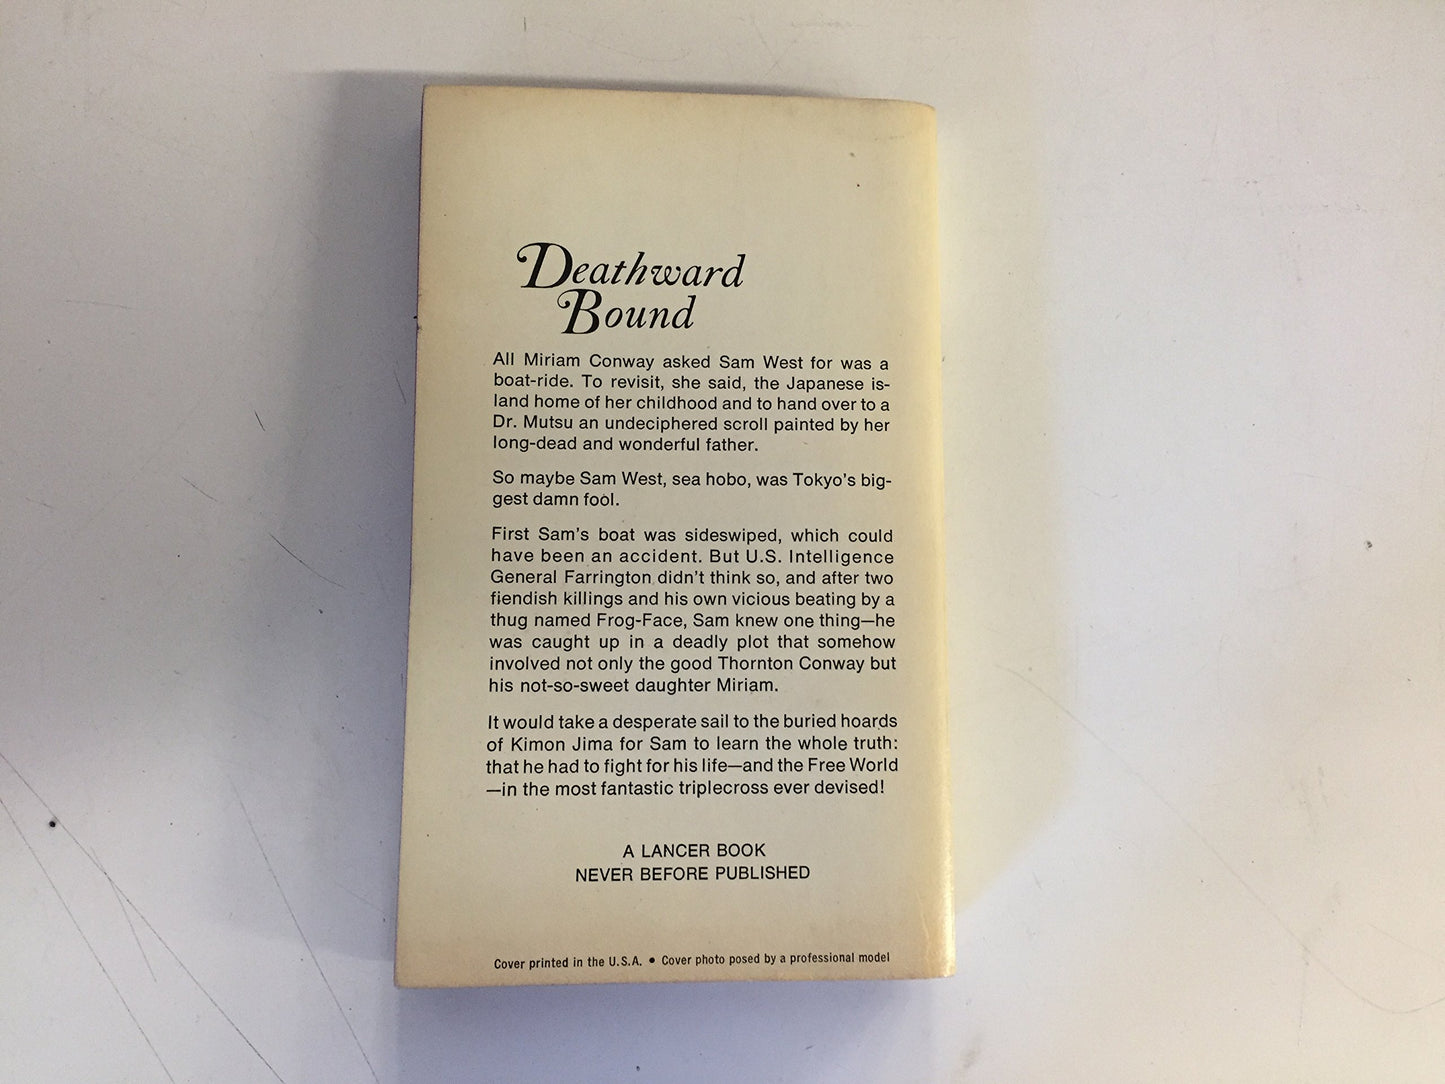 Deathward
Bound
All Miriam Conway asked Sam West for was a
boat-ride. To revisit, she said, the Japanese is-
land home of her childhood and to hand over to a
Dr. Mutsu an undeciphered scroll painted by her
long-dead and wonderful father.
So maybe Sam West, sea hobo, was Tokyo's big-
gest damn fool.
First Sam's boat was sideswiped, which could
have been an accident. But U.S. Intelligence
General Farrington didn't think so, and after two
fiendish killings and his own vicious beating by a
thug named Frog-Face, Sam knew one thing—he
was caught up in a deadly plot that somehow
involved not only the good Thornton Conway but
his not-so-sweet daughter Miriam.
It would take a desperate sail to the buried hoards
of Kimon Jima for Sam to learn the whole truth:
that he had to fight for his life—and the Free World
—in the most fantastic triplecross ever devised!
A LANCER BOOK
NEVER BEFORE PUBLISHED
Cover printed in the U.S.A. • Cover photo posed by a professional model